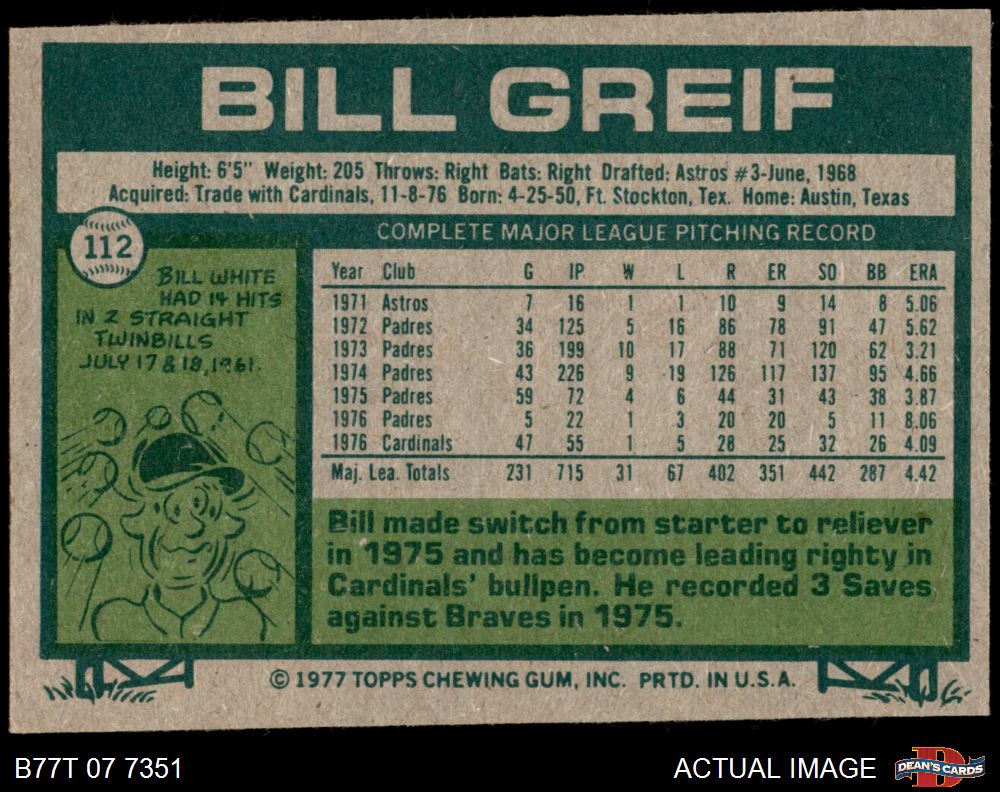 BILL GREIF
Height: 6'5" Weight: 205 Throws: Right Bats: Right Drafted: Astros #3-June, 1968
Acquired: Trade with Cardinals, 11-8-76 Born: 4-25-50, Ft. Stockton, Tex. Home: Austin, Texas
112
BILL WHITE
HAD 14 HITS
IN 2 STRAIGHT
TWINBILLS
JULY 17 & 18, 1961.
COMPLETE MAJOR LEAGUE PITCHING RECORD
Year Club G IP W L R ER SO BB ERA
1971 Astros 7 16 1 1 10 9 14 8 5.06
1972 Padres 34 125 5 16 86 78 91 47 5.62
1973 Padres 36 199 10 17 88 71 120 62 3.21
1974 Padres 43 226 9 19 126 117 137 95 4.66
1975 Padres 59 72 4 6 44 31 43 38 3.87
1976 Padres 5 22 1 3 20 20 5 11 8.06
1976 Cardinals 47 55 1 5 28 25 32 26 4.09
Maj. Lea. Totals 231 715 31 67 402 351 442 287 4.42
Bill made switch from starter to reliever
in 1975 and has become leading righty in
Cardinals' bullpen. He recorded 3 Saves
against Braves in 1975.
© 1977 TOPPS CHEWING GUM, INC. PRTD. IN U.S.A.
B77T 07 7351
ACTUAL IMAGE
DEAN'S CARDS